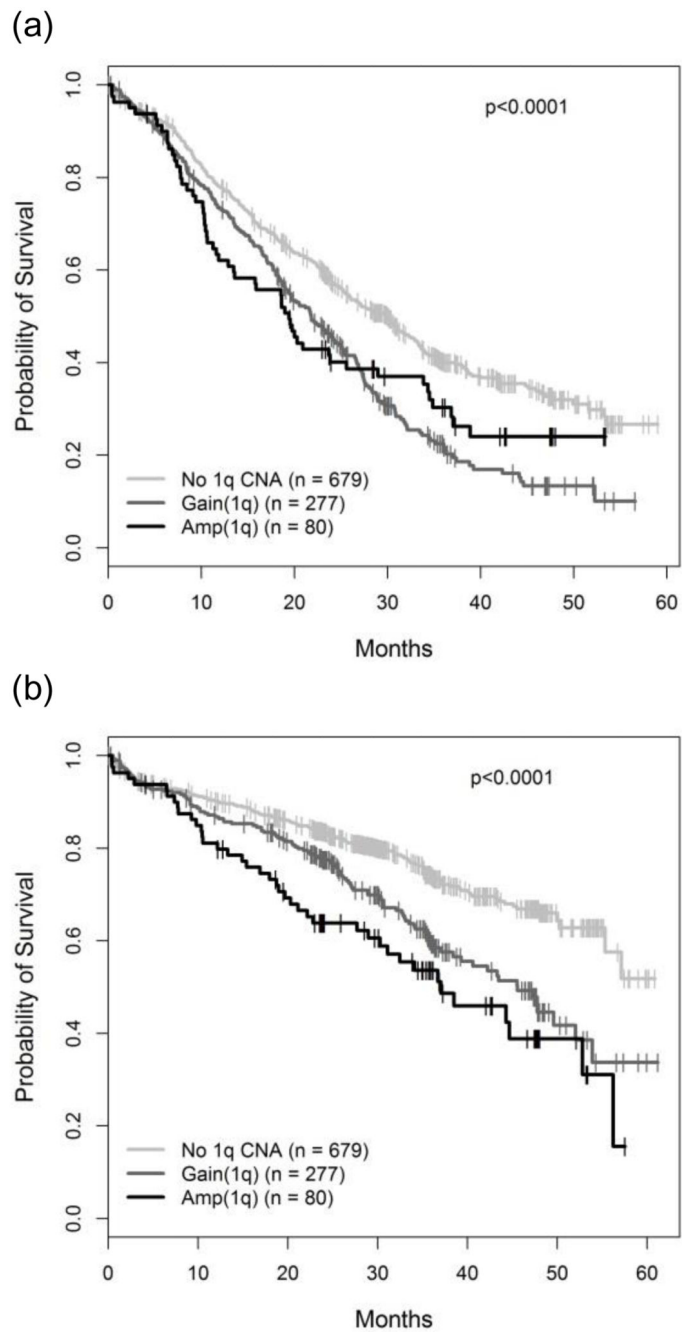 (a)
p<0.0001
Probability of Survival
1.0
0.8
0.6
0.4
0.2
0.0
No 1q CNA (n = 679)
Gain(1q) (n = 277)
Amp(1q) (n = 80)
0 10 20 30 40 50 60
Months
(b)
p<0.0001
Probability of Survival
1.0
0.8
0.6
0.4
0.2
0.0
No 1q CNA (n = 679)
Gain(1q) (n = 277)
Amp(1q) (n = 80)
0 10 20 30 40 50 60
Months